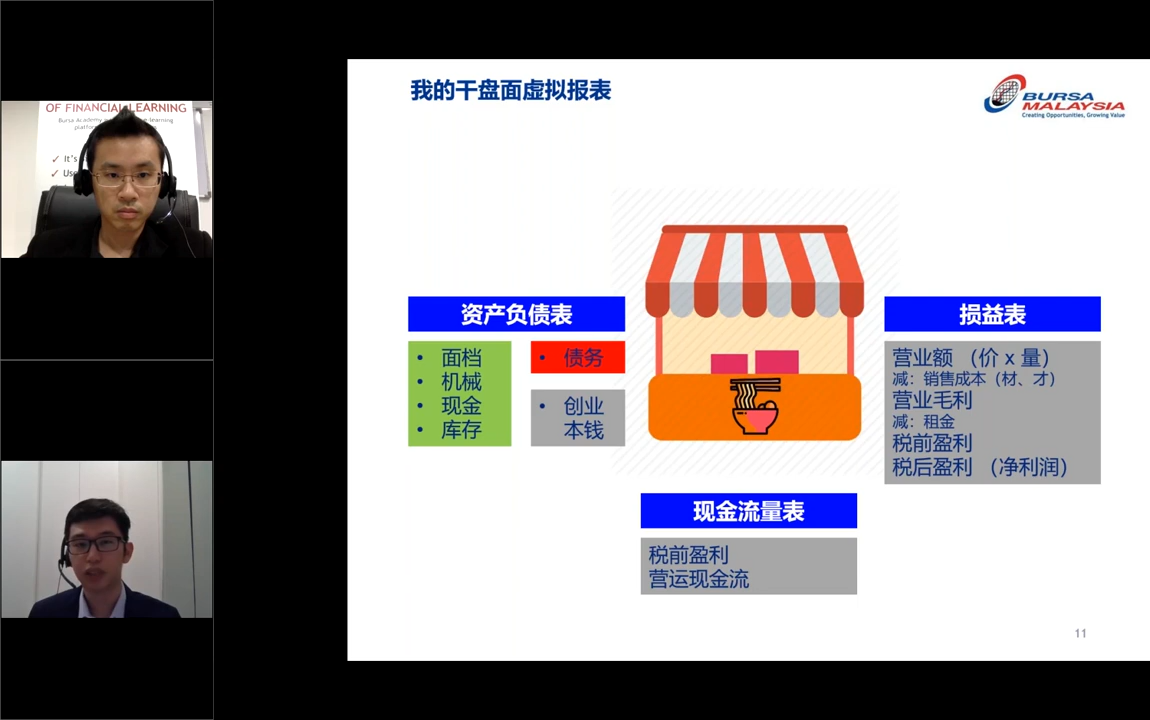 OF FINANCIAL LEARNING
Bursa Academy
e-learning
It's
Use
我的干盘面虚拟报表
BURSA
MALAYSIA
Creating Opportunities, Growing Value
资产负债表
• 面档
• 机械
• 现金
• 库存
• 债务
• 创业
本钱
损益表
营业额 （价 x 量）
减：销售成本（材、才）
营业毛利
减：租金
税前盈利
税后盈利 （净利润）
现金流量表
税前盈利
营运现金流
11